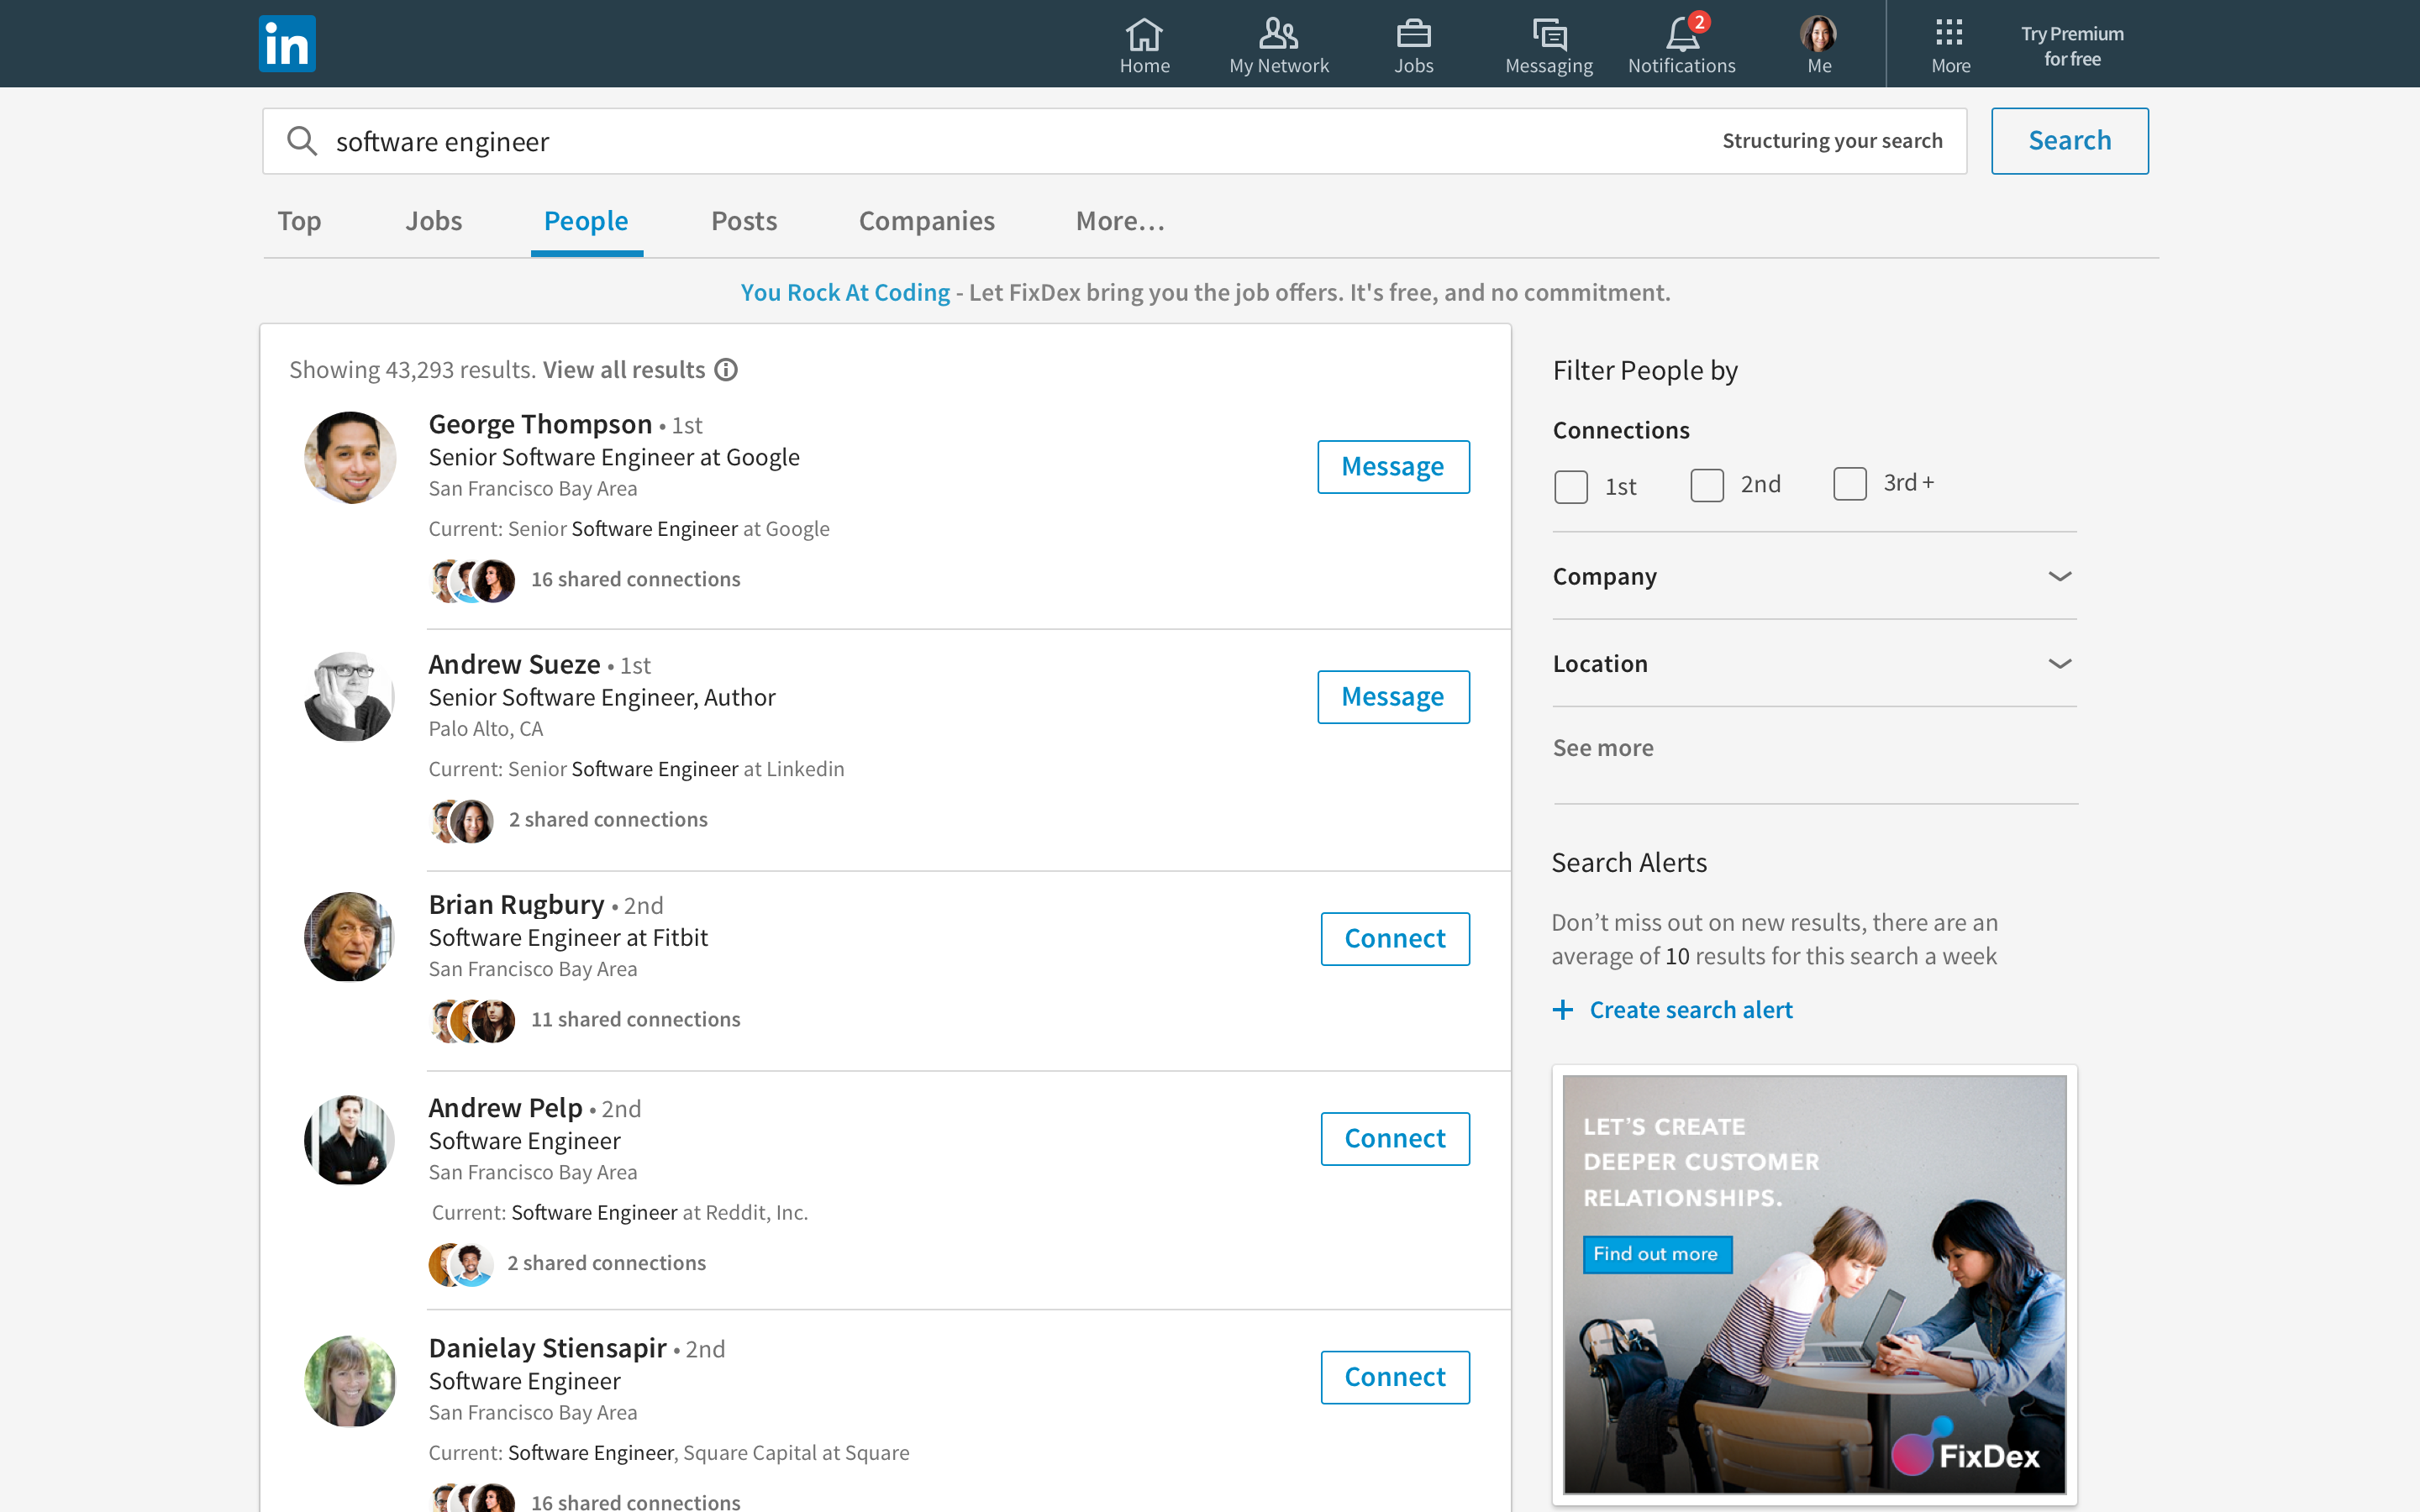 in
Home
My Network
Jobs
Messaging
2
Notifications
Me
More
Try Premium
for free
software engineer
Structuring your search
Search
Top
Jobs
People
Posts
Companies
More...
You Rock At Coding - Let FixDex bring you the job offers. It's free, and no commitment.
Showing 43,293 results. View all results
George Thompson • 1st
Senior Software Engineer at Google
San Francisco Bay Area
Current: Senior Software Engineer at Google
16 shared connections
Message
Andrew Sueze • 1st
Senior Software Engineer, Author
Palo Alto, CA
Current: Senior Software Engineer at Linkedin
2 shared connections
Message
Brian Rugbury • 2nd
Software Engineer at Fitbit
San Francisco Bay Area
11 shared connections
Connect
Andrew Pelp • 2nd
Software Engineer
San Francisco Bay Area
Current: Software Engineer at Reddit, Inc.
2 shared connections
Connect
Danielay Stiensapir • 2nd
Software Engineer
San Francisco Bay Area
Current: Software Engineer, Square Capital at Square
16 shared connections
Connect
Filter People by
Connections
1st
2nd
3rd +
Company
Location
See more
Search Alerts
Don’t miss out on new results, there are an
average of 10 results for this search a week
+ Create search alert
LET’S CREATE
DEEPER CUSTOMER
RELATIONSHIPS.
Find out more
FixDex